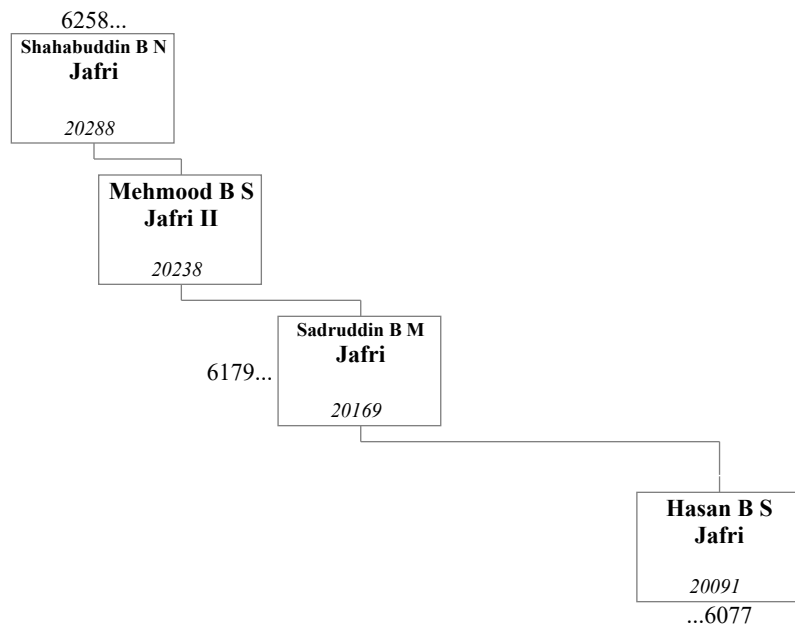 6258...
Shahabuddin B N
Jafri
20288
Mehmood B S
Jafri II
20238
Sadruddin B M
Jafri
6179...
20169
Hasan B S
Jafri
20091
...6077